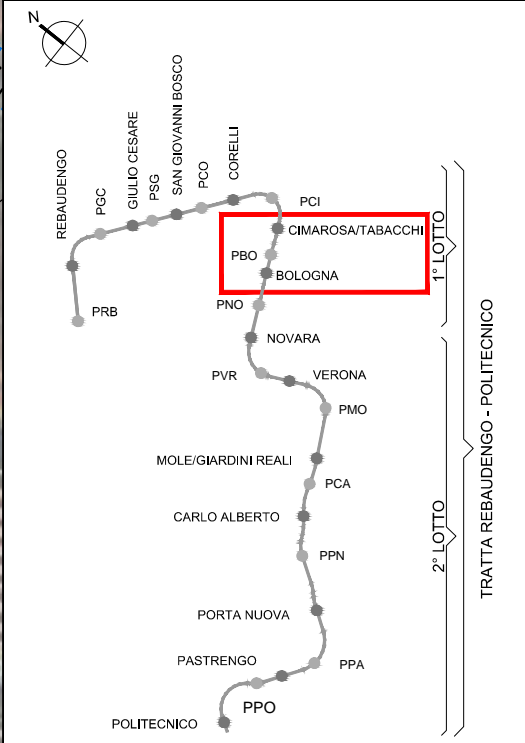 N
REBAUDENGO
PGC
GIULIO CESARE
PSG
SAN GIOVANNI BOSCO
PCO
CORELLI
PCI
CIMAROSA/TABACCHI
PBO
BOLOGNA
PRB
PNO
NOVARA
PVR
VERONA
PMO
MOLE/GIARDINI REALI
PCA
CARLO ALBERTO
PPN
PORTA NUOVA
PASTRENGO
PPA
PPO
POLITECNICO
1° LOTTO
2° LOTTO
TRATTA REBAUDENGO - POLITECNICO